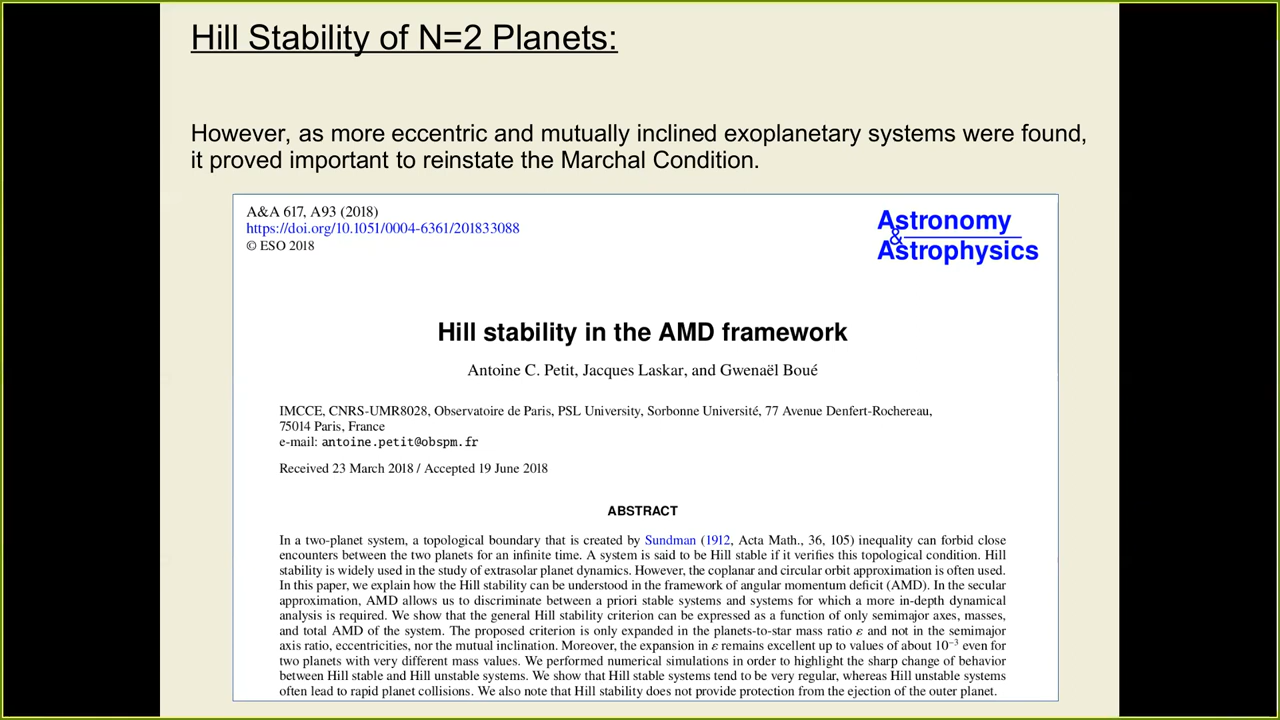 Hill Stability of N=2 Planets:
However, as more eccentric and mutually inclined exoplanetary systems were found,
it proved important to reinstate the Marchal Condition.
A&A 617, A93 (2018)
https://doi.org/10.1051/0004-6361/201833088
© ESO 2018
Astronomy
&
Astrophysics
Hill stability in the AMD framework
Antoine C. Petit, Jacques Laskar, and Gwenaël Boué
IMCCE, CNRS-UMR8028, Observatoire de Paris, PSL University, Sorbonne Université, 77 Avenue Denfert-Rochereau,
75014 Paris, France
e-mail: antoine.petit@obspm.fr
Received 23 March 2018 / Accepted 19 June 2018
ABSTRACT
In a two-planet system, a topological boundary that is created by Sundman (1912, Acta Math., 36, 105) inequality can forbid close
encounters between the two planets for an infinite time. A system is said to be Hill stable if it verifies this topological condition. Hill
stability is widely used in the study of extrasolar planet dynamics. However, the coplanar and circular orbit approximation is often used.
In this paper, we explain how the Hill stability can be understood in the framework of angular momentum deficit (AMD). In the secular
approximation, AMD allows us to discriminate between a priori stable systems and systems for which a more in-depth dynamical
analysis is required. We show that the general Hill stability criterion can be expressed as a function of only semimajor axes, masses,
and total AMD of the system. The proposed criterion is only expanded in the planets-to-star mass ratio ε and not in the semimajor
axis ratio, eccentricities, nor the mutual inclination. Moreover, the expansion in ε remains excellent up to values of about 10⁻³ even for
two planets with very different mass values. We performed numerical simulations in order to highlight the sharp change of behavior
between Hill stable and Hill unstable systems. We show that Hill stable systems tend to be very regular, whereas Hill unstable systems
often lead to rapid planet collisions. We also note that Hill stability does not provide protection from the ejection of the outer planet.